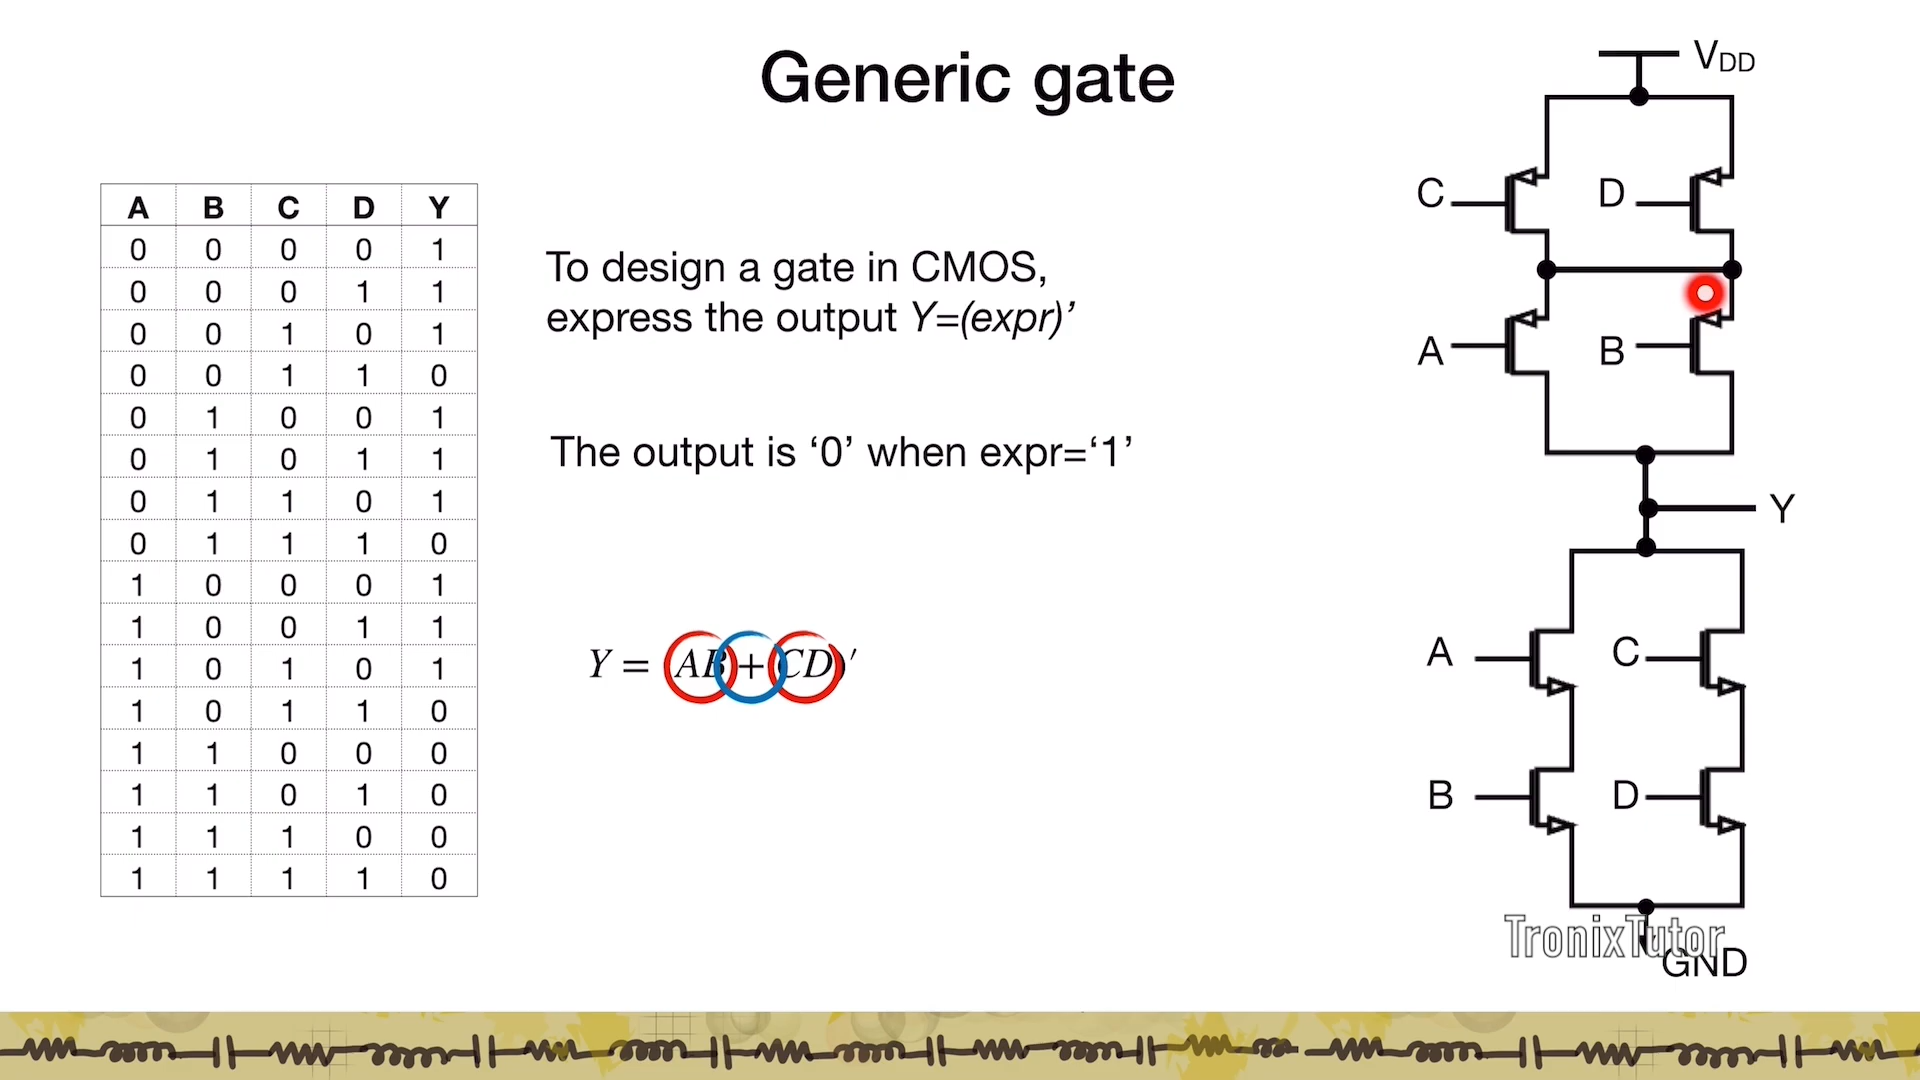 Generic gate
A B C D Y
0 0 0 0 1
0 0 0 1 1
0 0 1 0 1
0 0 1 1 0
0 1 0 0 1
0 1 0 1 1
0 1 1 0 1
0 1 1 1 0
1 0 0 0 1
1 0 0 1 1
1 0 1 0 1
1 0 1 1 0
1 1 0 0 0
1 1 0 1 0
1 1 1 0 0
1 1 1 1 0
To design a gate in CMOS,
express the output Y=(expr)’
The output is ‘0’ when expr=‘1’
Y = (AB + CD)′
VDD
C D
A B
Y
A C
B D
TronixTutor
GND